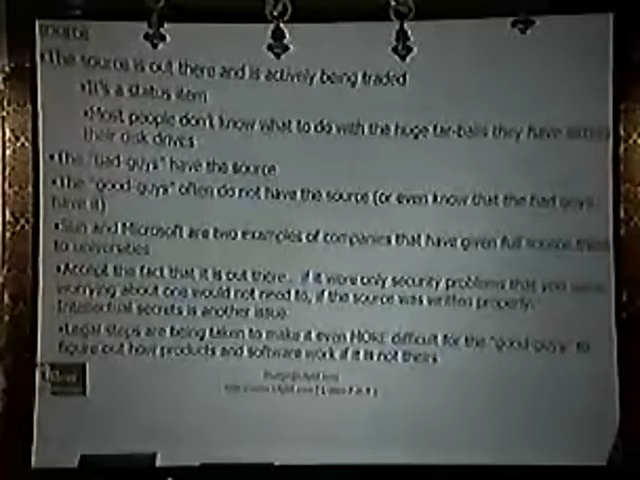 source
•The source is out there and is actively being traded
•It's a status item
•Most people don't know what to do with the huge tar-balls they have
their disk drives
•The "bad-guys" have the source
•The "good-guys" often do not have the source (or even know that the bad guys
have it)
•Sun and Microsoft are two examples of companies that have given full source
to universities
•Accept the fact that it is out there... if it were only security problems that you were
worrying about one would not need to, if the source was written properly.
Intellectual secrets is another issue.
•Legal steps are being taken to make it even MORE difficult for the "good-guys" to
figure out how products and software work if it is not theirs